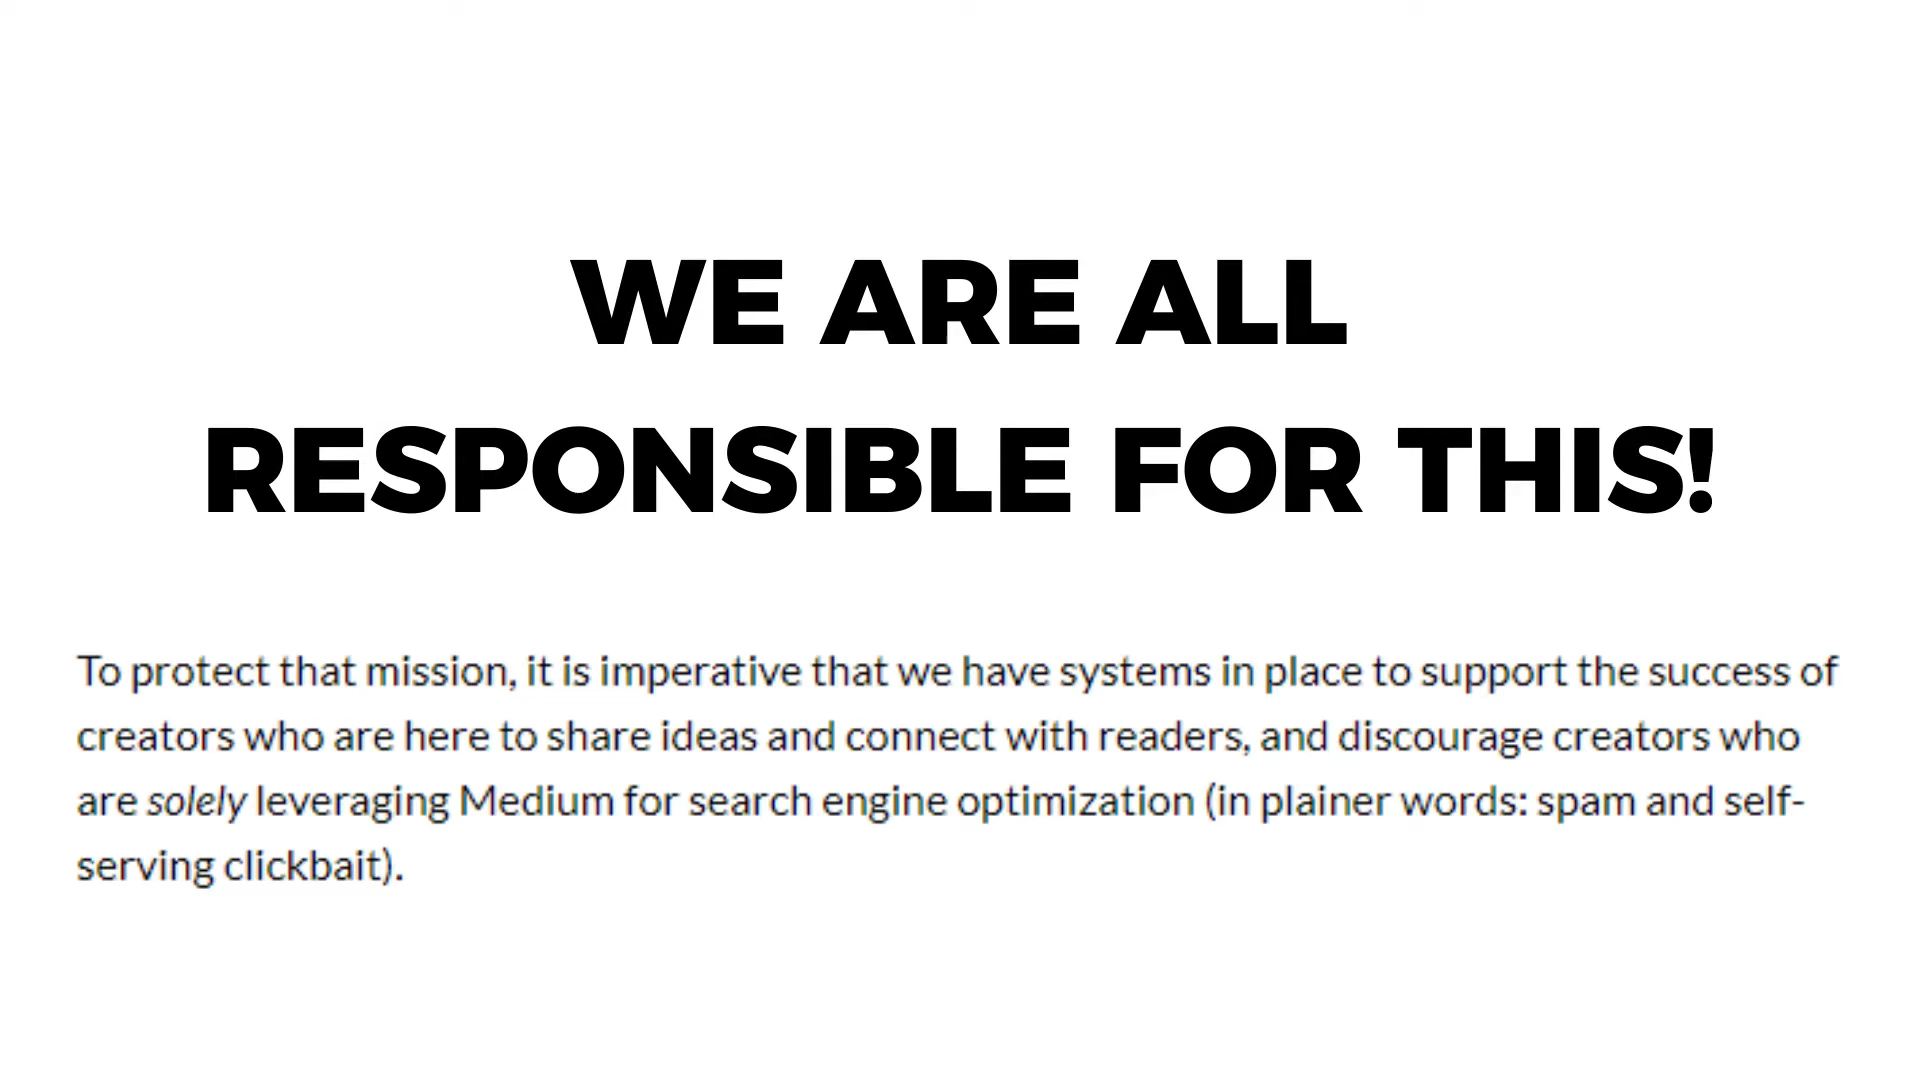 WE ARE ALL
RESPONSIBLE FOR THIS!
To protect that mission, it is imperative that we have systems in place to support the success of
creators who are here to share ideas and connect with readers, and discourage creators who
are solely leveraging Medium for search engine optimization (in plainer words: spam and self-
serving clickbait).